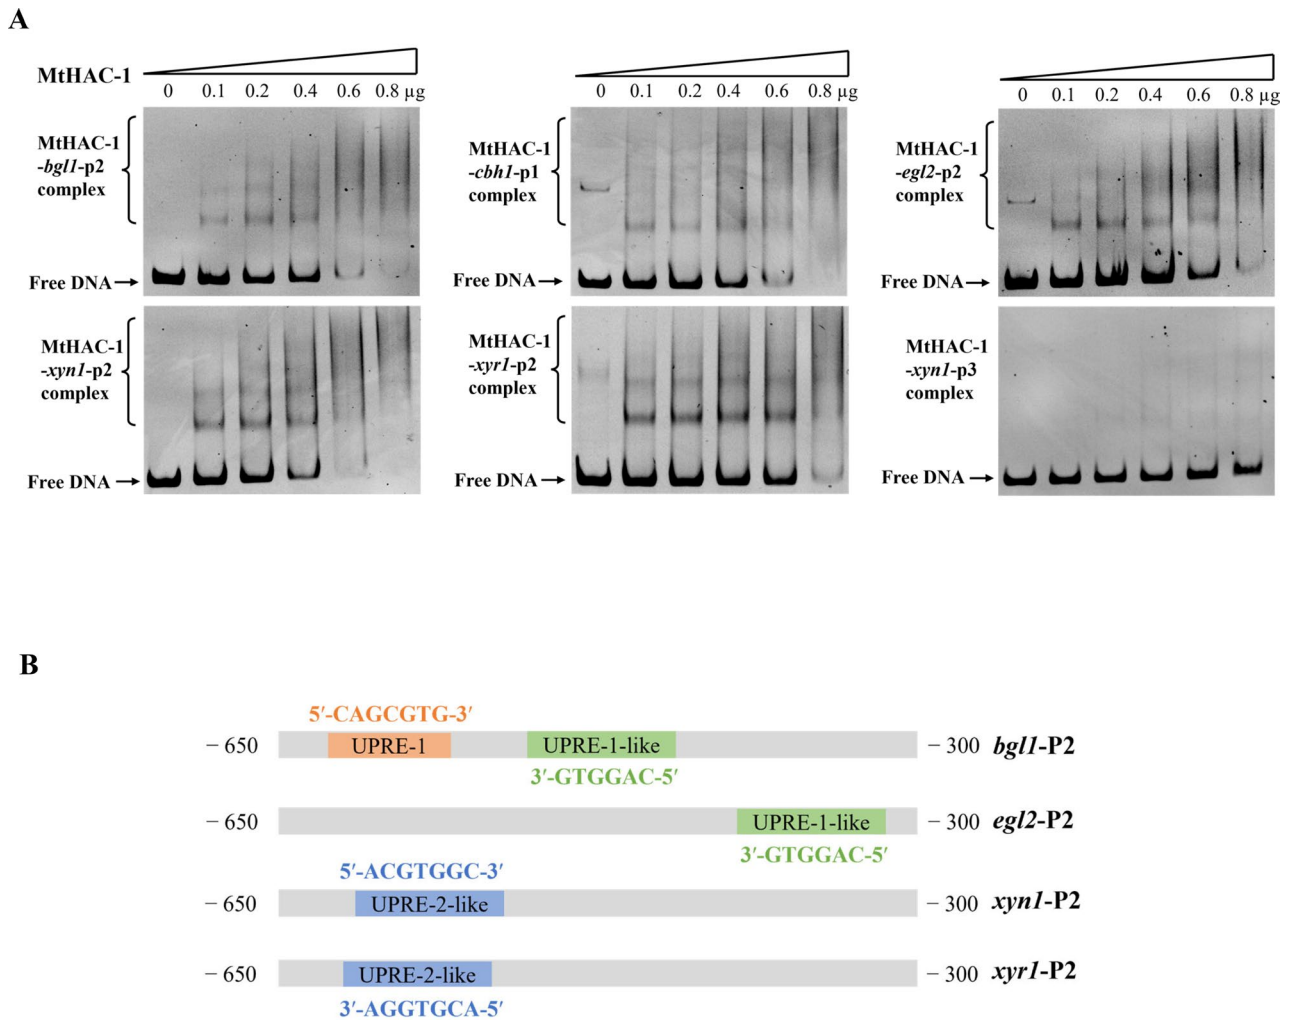 A
MtHAC-1
0 0.1 0.2 0.4 0.6 0.8 µg
0 0.1 0.2 0.4 0.6 0.8 µg
0 0.1 0.2 0.4 0.6 0.8 µg
MtHAC-1
-bgl1-p2
complex
Free DNA
MtHAC-1
-cbh1-p1
complex
Free DNA
MtHAC-1
-egl2-p2
complex
Free DNA
MtHAC-1
-xyn1-p2
complex
Free DNA
MtHAC-1
-xyr1-p2
complex
Free DNA
MtHAC-1
-xyn1-p3
complex
Free DNA
B
5′-CAGCGTG-3′
−650 UPRE-1 UPRE-1-like −300 bgl1-P2
3′-GTGGAC-5′
−650 UPRE-1-like −300 egl2-P2
3′-GTGGAC-5′
5′-ACGTGGC-3′
−650 UPRE-2-like −300 xyn1-P2
−650 UPRE-2-like −300 xyr1-P2
3′-AGGTGCA-5′